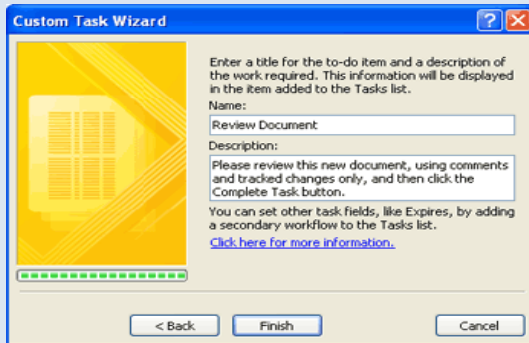 Custom Task Wizard
Enter a title for the to-do item and a description of
the work required. This information will be displayed
in the item added to the Tasks list.
Name:
Review Document
Description:
Please review this new document, using comments
and tracked changes only, and then click the
Complete Task button.
You can set other task fields, like Expires, by adding
a secondary workflow to the Tasks list.
Click here for more information.
< Back Finish Cancel